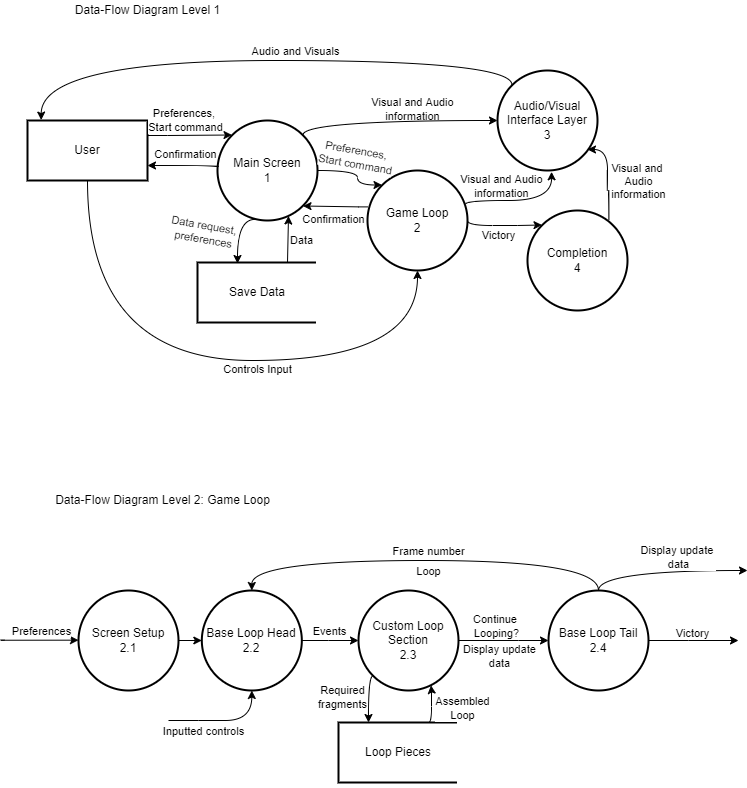 Data-Flow Diagram Level 1
Audio and Visuals
Preferences,
Start command
Confirmation
User
Main Screen
1
Visual and Audio
information
Audio/Visual
Interface Layer
3
Preferences,
Start command
Confirmation
Game Loop
2
Visual and Audio
information
Victory
Visual and
Audio
information
Completion
4
Data request,
preferences
Data
Save Data
Controls Input
Data-Flow Diagram Level 2: Game Loop
Frame number
Loop
Display update
data
Preferences
Screen Setup
2.1
Base Loop Head
2.2
Events
Custom Loop
Section
2.3
Continue
Looping?
Display update
data
Base Loop Tail
2.4
Victory
Inputted controls
Required
fragments
Assembled
Loop
Loop Pieces